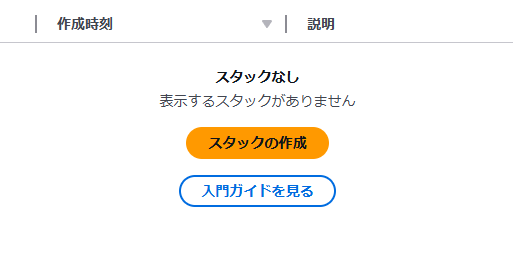 作成時刻 説明
スタックなし
表示するスタックがありません
スタックの作成
入門ガイドを見る